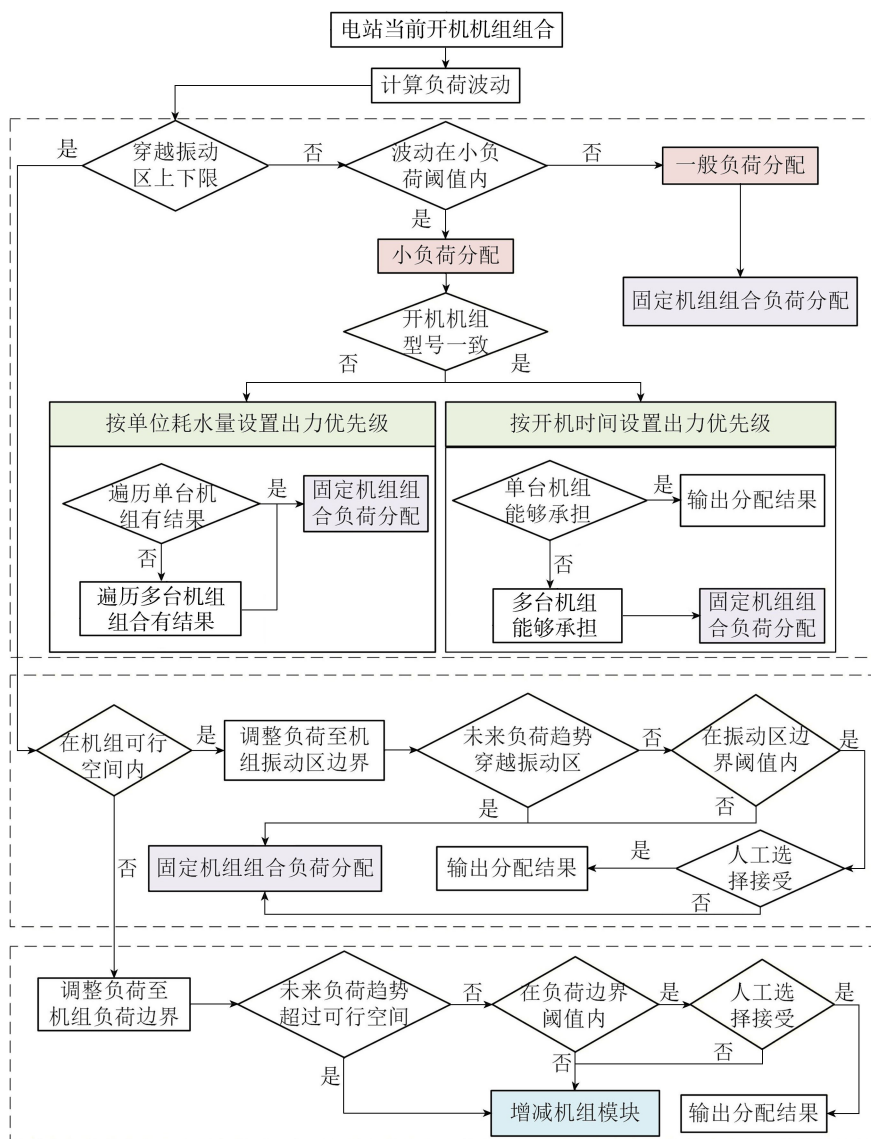 电站当前开机机组组合
计算负荷波动
是
穿越振动
区上下限
否
波动在小负
荷阈值内
否
一般负荷分配
是
小负荷分配
固定机组组合负荷分配
开机机组
型号一致
否
是
按单位耗水量设置出力优先级
按开机时间设置出力优先级
遍历单台机
组有结果
是
固定机组组
合负荷分配
单台机组
能够承担
是
输出分配结果
否
否
遍历多台机组
组合有结果
多台机组
能够承担
固定机组组
合负荷分配
在机组可行
空间内
是
调整负荷至机
组振动区边界
未来负荷趋势
穿越振动区
否
在振动区边
界阈值内
是
是
否
否
固定机组组合负荷分配
输出分配结果
是
人工选
择接受
否
调整负荷至
机组负荷边界
未来负荷趋势
超过可行空间
否
在负荷边界
阈值内
是
人工选
择接受
是
是
否
否
增减机组模块
输出分配结果